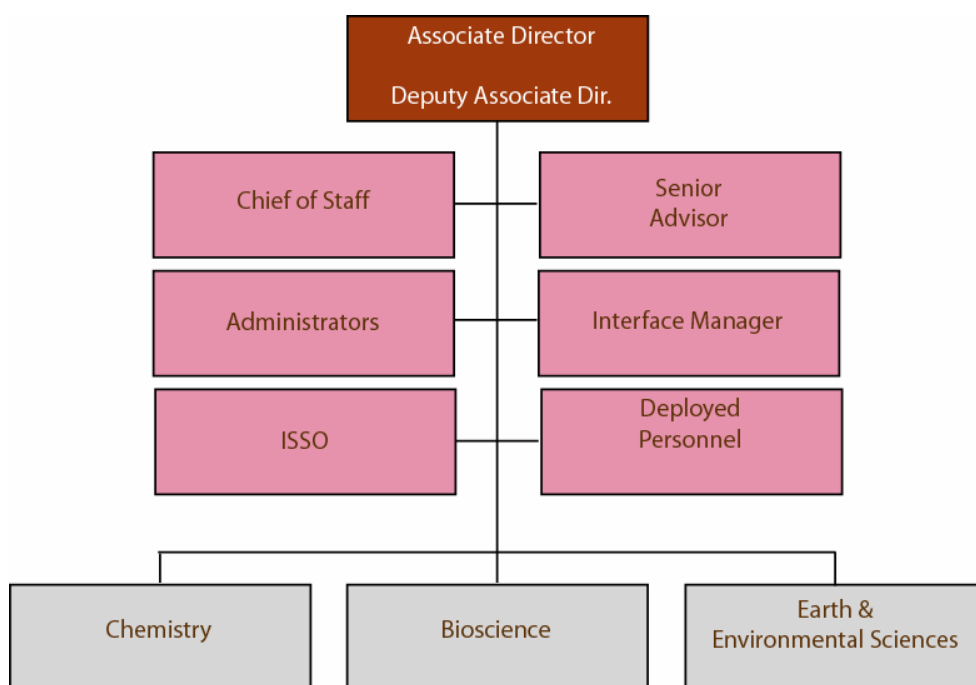 Associate Director
Deputy Associate Dir.
Chief of Staff
Senior
Advisor
Administrators
Interface Manager
ISSO
Deployed
Personnel
Chemistry
Bioscience
Earth &
Environmental Sciences